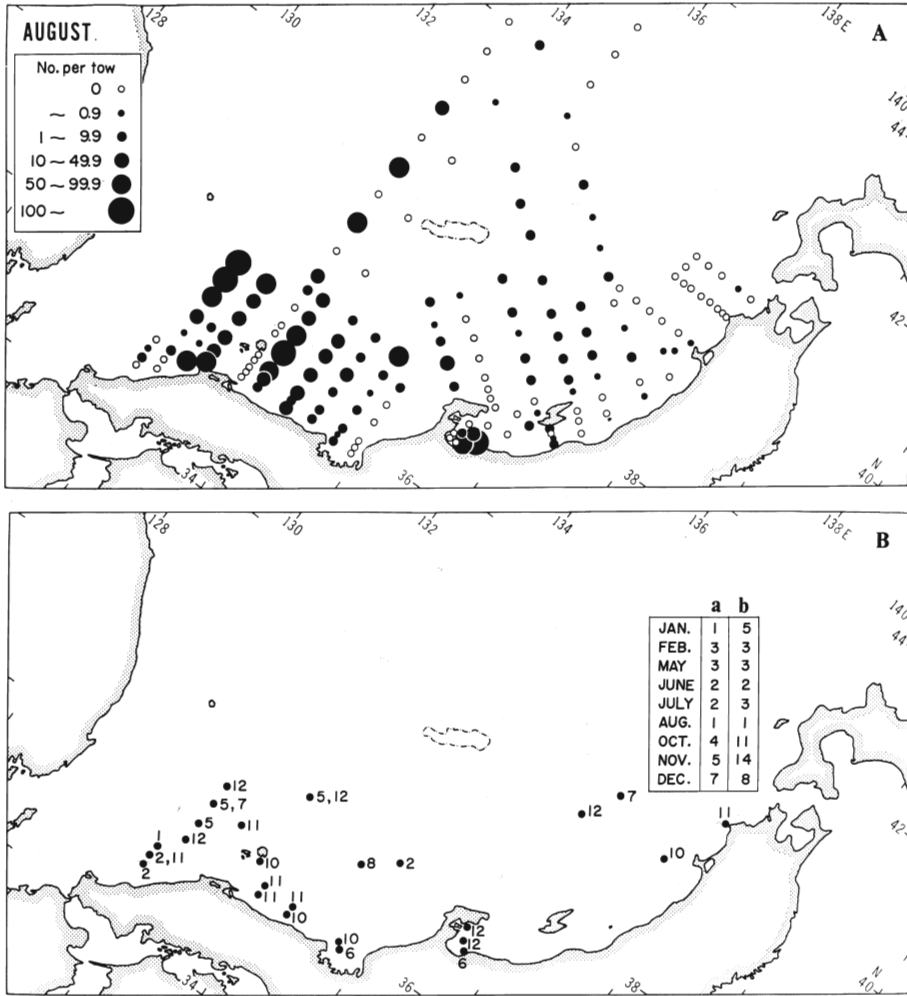 128
130
132
134
136
138 E
A
AUGUST.
No. per tow
0
~ 0.9
1 ~ 9.9
10 ~ 49.9
50 ~ 99.9
100 ~
140
44
42
34
36
38
N
40
128
130
132
134
136
138 E
B
a b
JAN. 1 5
FEB. 3 3
MAY 3 3
JUNE 2 2
JULY 2 3
AUG. 1 1
OCT. 4 11
NOV. 5 14
DEC. 7 8
140
44
42
12
5,7
5,12
7
12
5
11
11
12
1
2,11
2
10
8
2
10
11
11
11
10
10
6
12
12
6
34
36
38
N
40